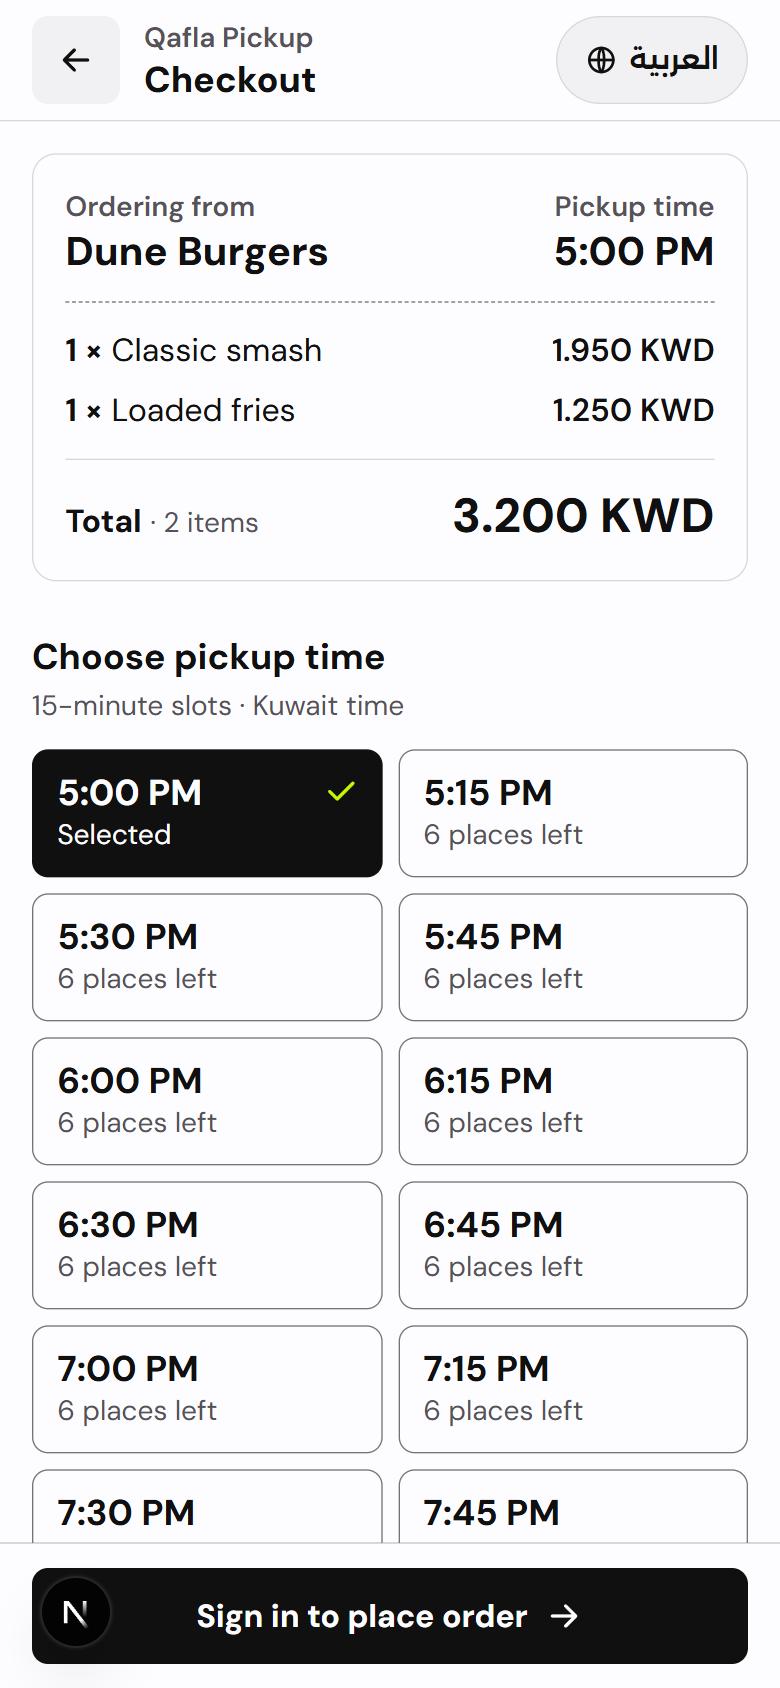 Qafla Pickup
Checkout
العربية
Ordering from
Pickup time
Dune Burgers
5:00 PM
1 × Classic smash
1.950 KWD
1 × Loaded fries
1.250 KWD
Total · 2 items
3.200 KWD
Choose pickup time
15-minute slots · Kuwait time
5:00 PM
Selected
5:15 PM
6 places left
5:30 PM
6 places left
5:45 PM
6 places left
6:00 PM
6 places left
6:15 PM
6 places left
6:30 PM
6 places left
6:45 PM
6 places left
7:00 PM
6 places left
7:15 PM
6 places left
7:30 PM
7:45 PM
N
Sign in to place order →